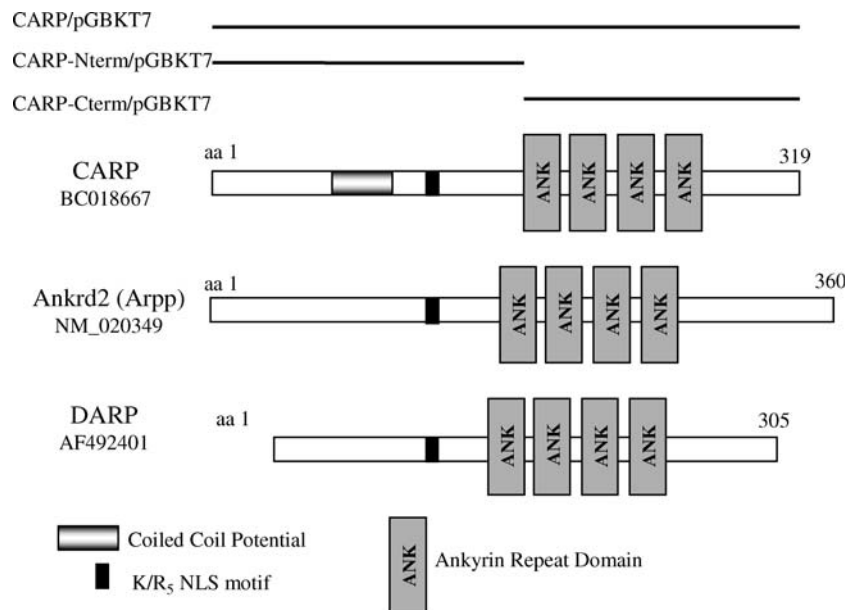 CARP/pGBKT7
CARP-Nterm/pGBKT7
CARP-Cterm/pGBKT7
aa 1
319
CARP
BC018667
ANK ANK ANK ANK
aa 1
360
Ankrd2 (Arpp)
NM_020349
ANK ANK ANK ANK
DARP
aa 1
305
AF492401
ANK ANK ANK ANK
Coiled Coil Potential
ANK
Ankyrin Repeat Domain
K/R5 NLS motif